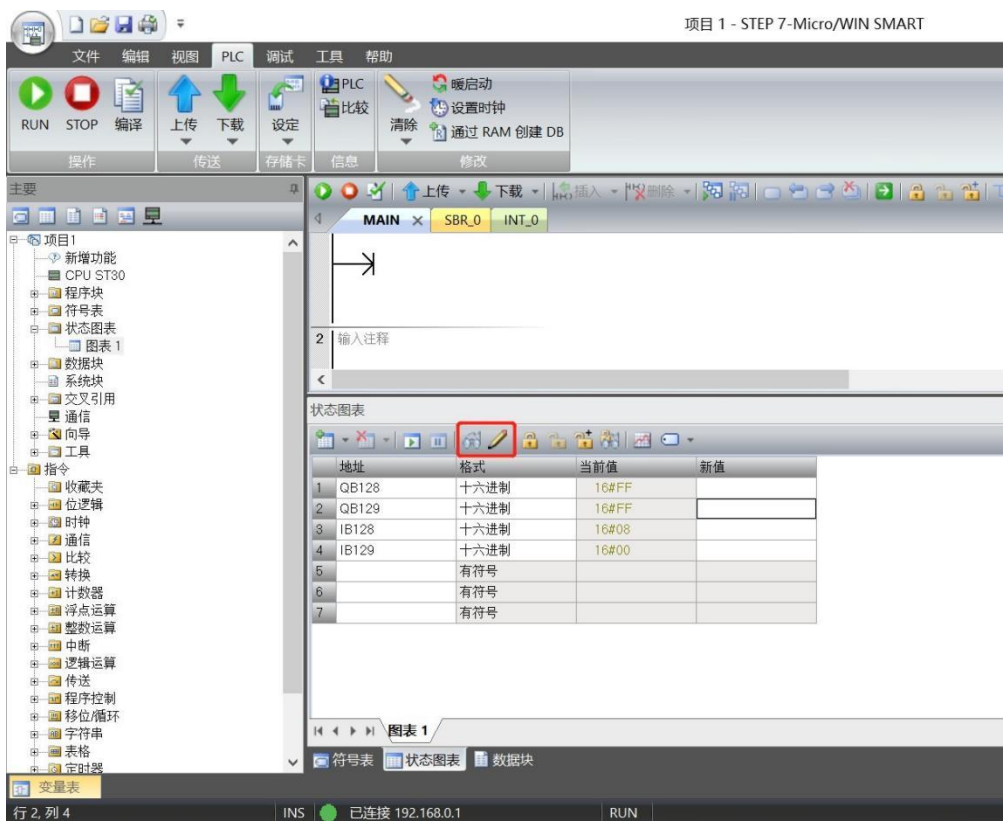 项目 1 - STEP 7-Micro/WIN SMART
文件 编辑 视图 PLC 调试 工具 帮助
RUN STOP 编译 上传 下载 设定 PLC 比较 清除 暖启动 设置时钟 通过 RAM 创建 DB
操作 传送 存储卡 信息 修改
主要
项目1
新增功能
CPU ST30
程序块
符号表
状态图表
图表 1
数据块
系统块
交叉引用
通信
向导
工具
指令
收藏夹
位逻辑
时钟
通信
比较
转换
计数器
浮点运算
整数运算
中断
逻辑运算
传送
程序控制
移位/循环
字符串
表格
定时器
变量表
上传 下载 插入 删除
MAIN SBR_0 INT_0
2 输入注释
状态图表
地址 格式 当前值 新值
1 QB128 十六进制 16#FF
2 QB129 十六进制 16#FF
3 IB128 十六进制 16#08
4 IB129 十六进制 16#00
5 有符号
6 有符号
7 有符号
图表 1
符号表 状态图表 数据块
行 2, 列 4 INS 已连接 192.168.0.1 RUN